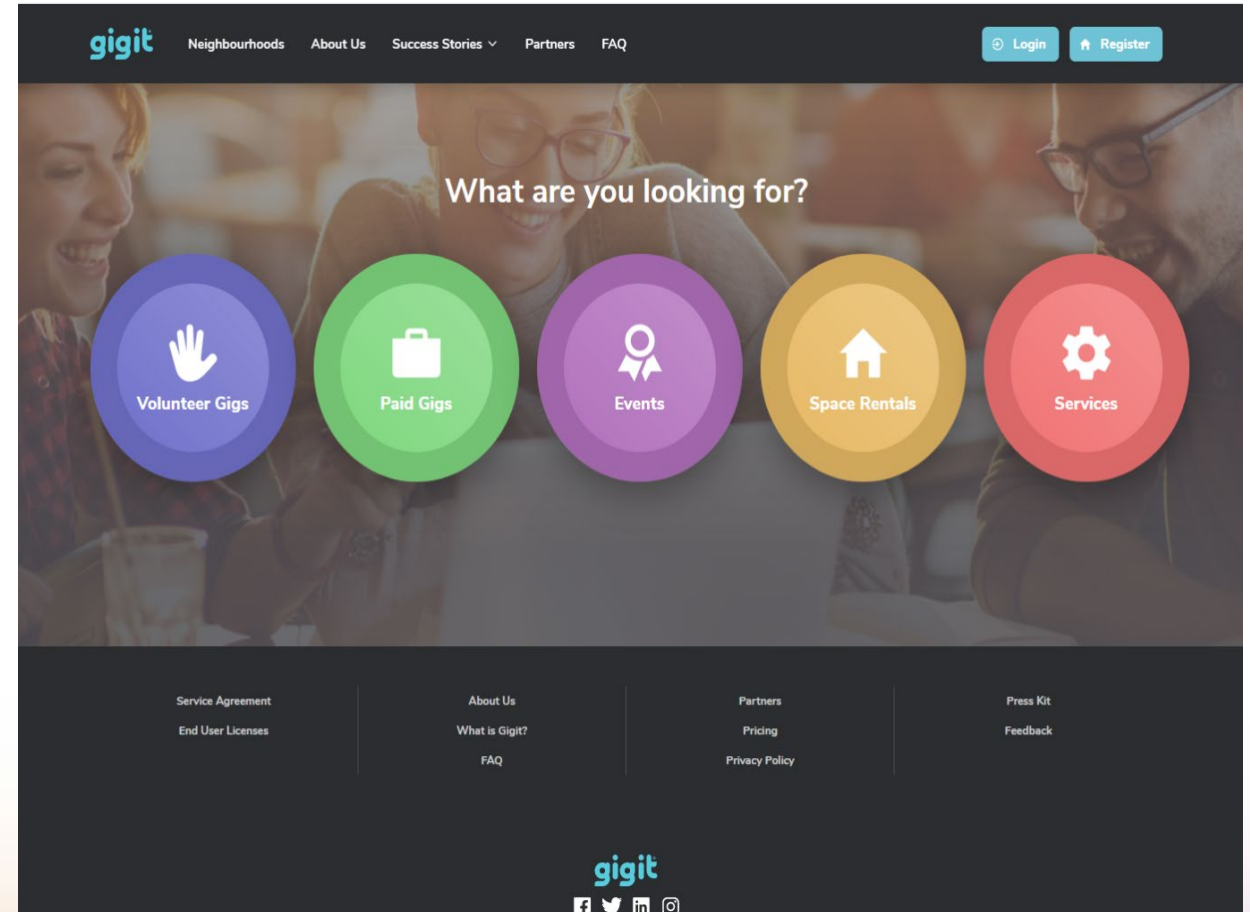 gigit Neighbourhoods About Us Success Stories Partners FAQ Login Register
What are you looking for?
Volunteer Gigs Paid Gigs Events Space Rentals Services
Service Agreement About Us Partners Press Kit
End User Licenses What is Gigit? Pricing Feedback
FAQ Privacy Policy
gigit